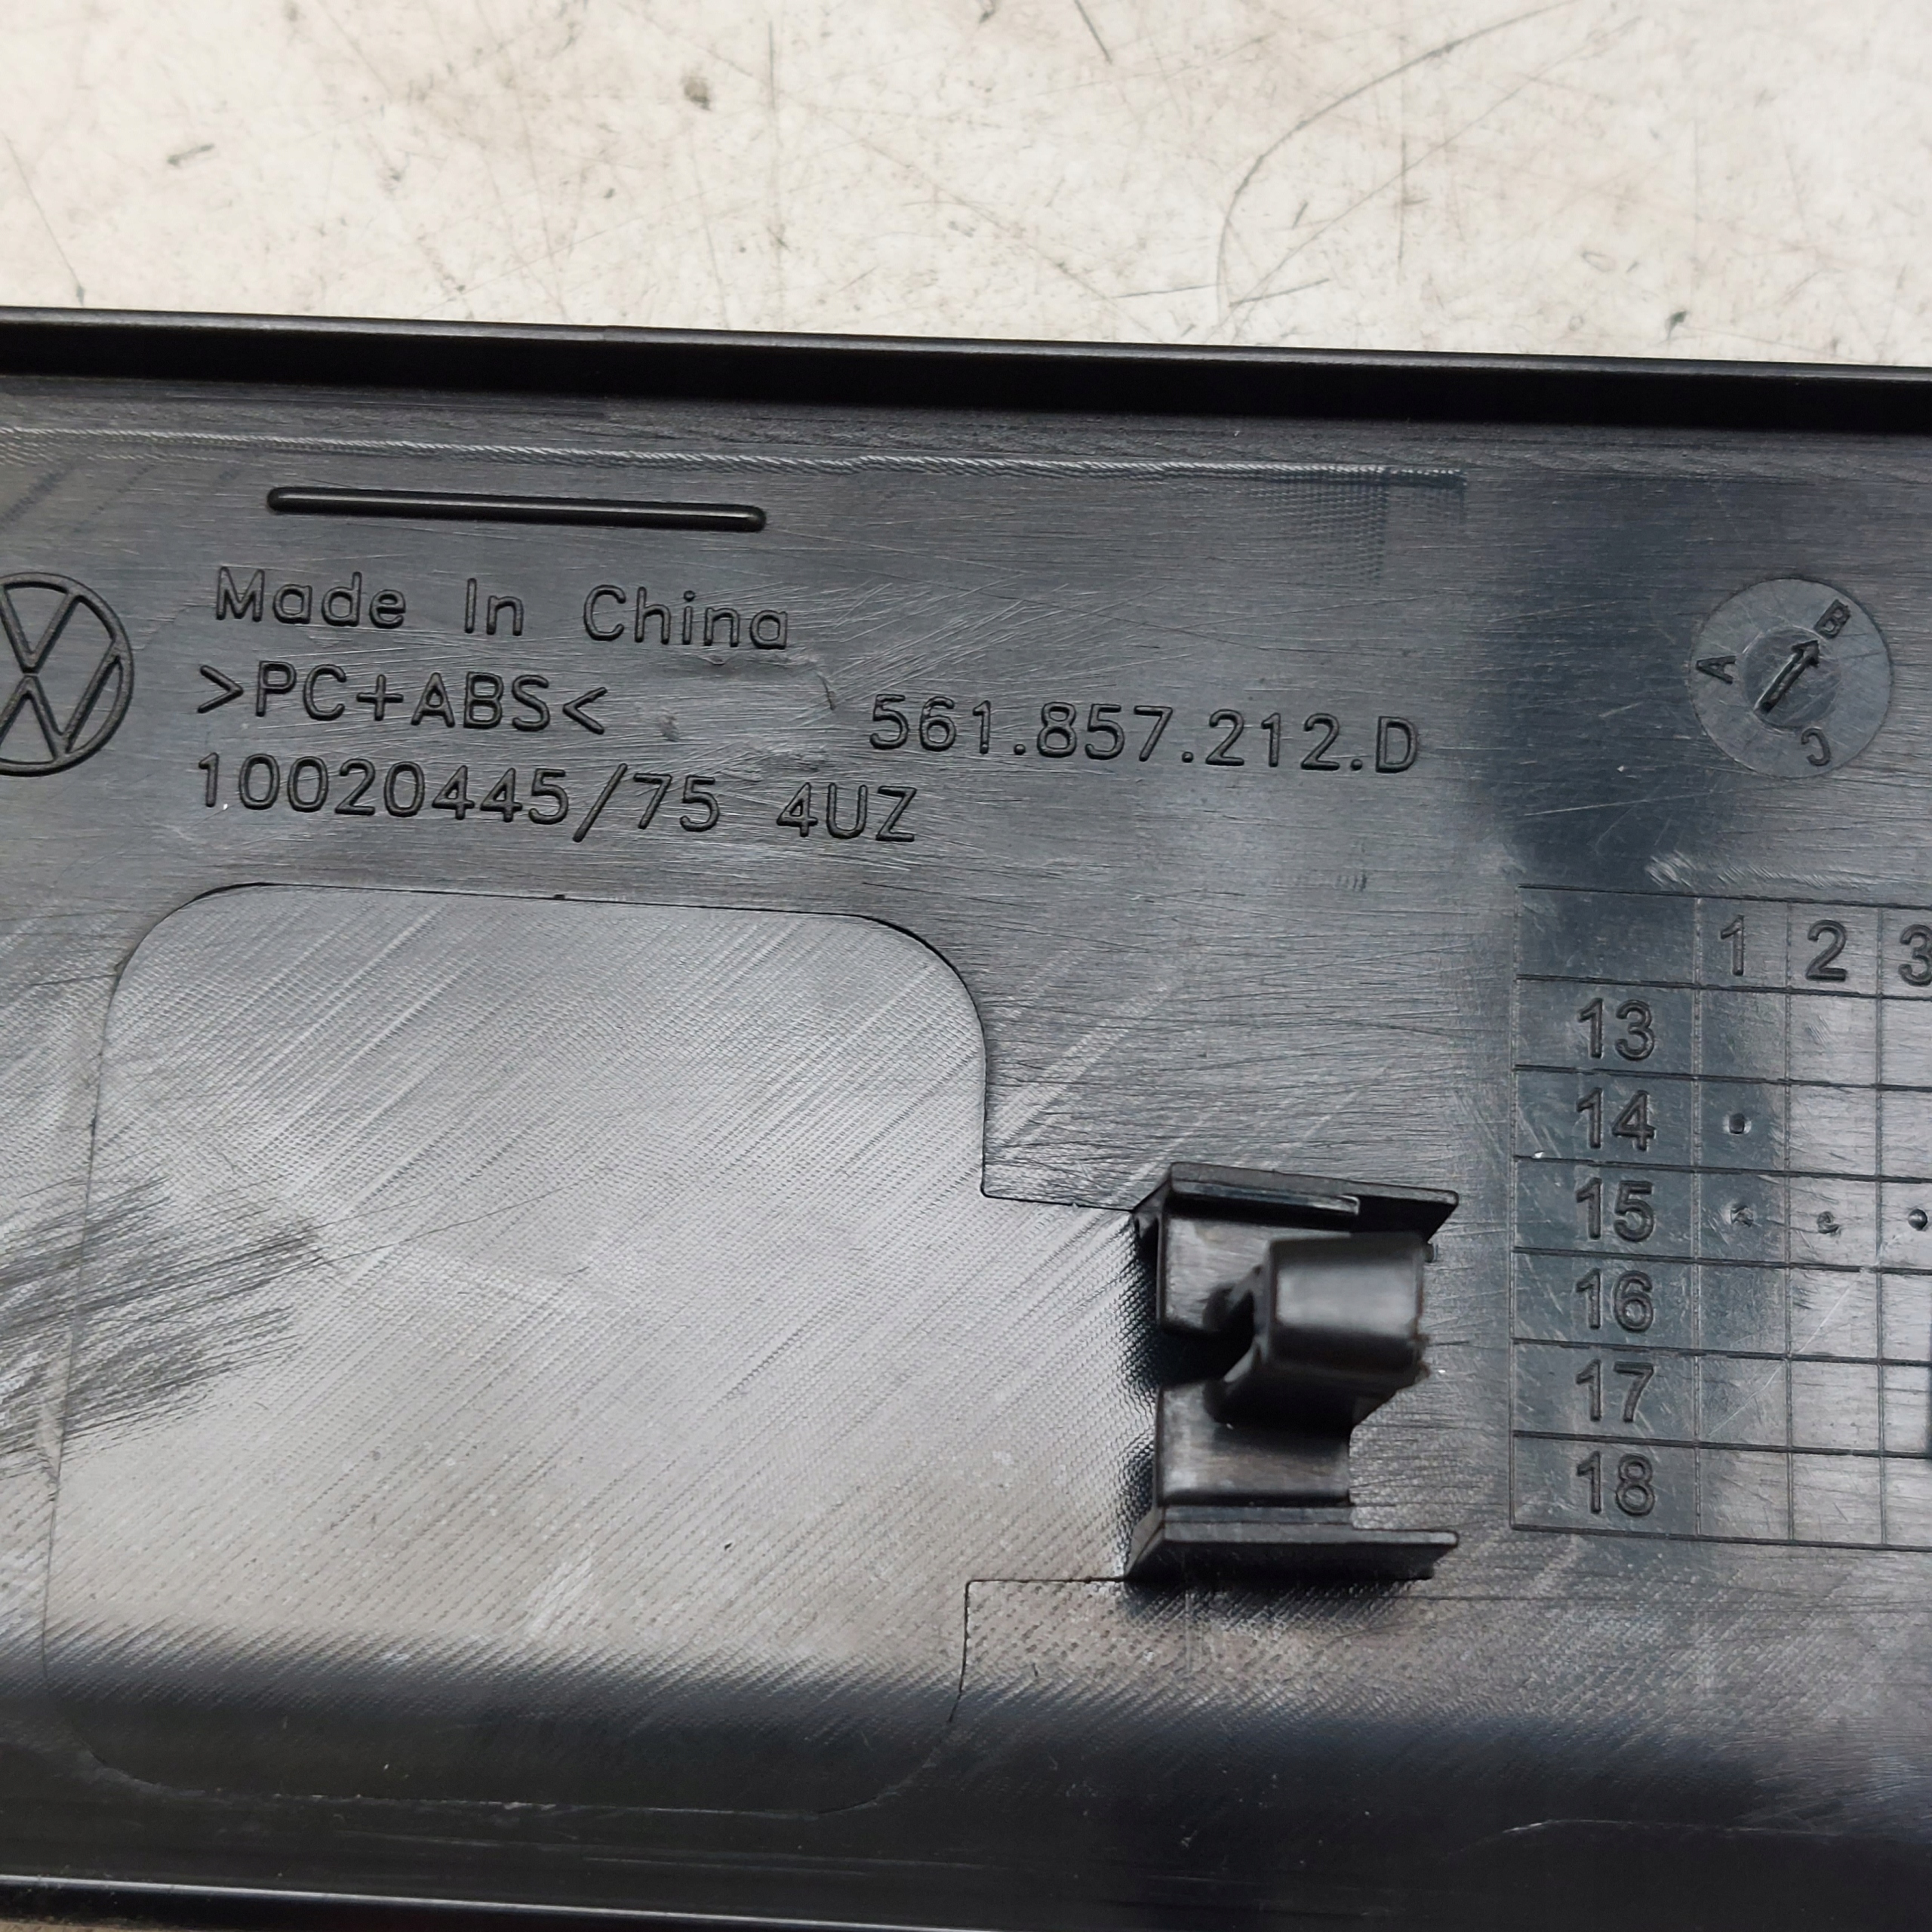 Made In China
>PC+ABS<
561.857.212.D
10020445/75 4UZ
A B C
1 2 3
13
14
15
16
17
18